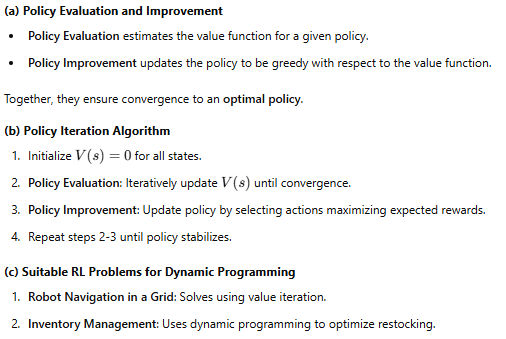 (a) Policy Evaluation and Improvement
• Policy Evaluation estimates the value function for a given policy.
• Policy Improvement updates the policy to be greedy with respect to the value function.
Together, they ensure convergence to an optimal policy.
(b) Policy Iteration Algorithm
1. Initialize V(s) = 0 for all states.
2. Policy Evaluation: Iteratively update V(s) until convergence.
3. Policy Improvement: Update policy by selecting actions maximizing expected rewards.
4. Repeat steps 2-3 until policy stabilizes.
(c) Suitable RL Problems for Dynamic Programming
1. Robot Navigation in a Grid: Solves using value iteration.
2. Inventory Management: Uses dynamic programming to optimize restocking.